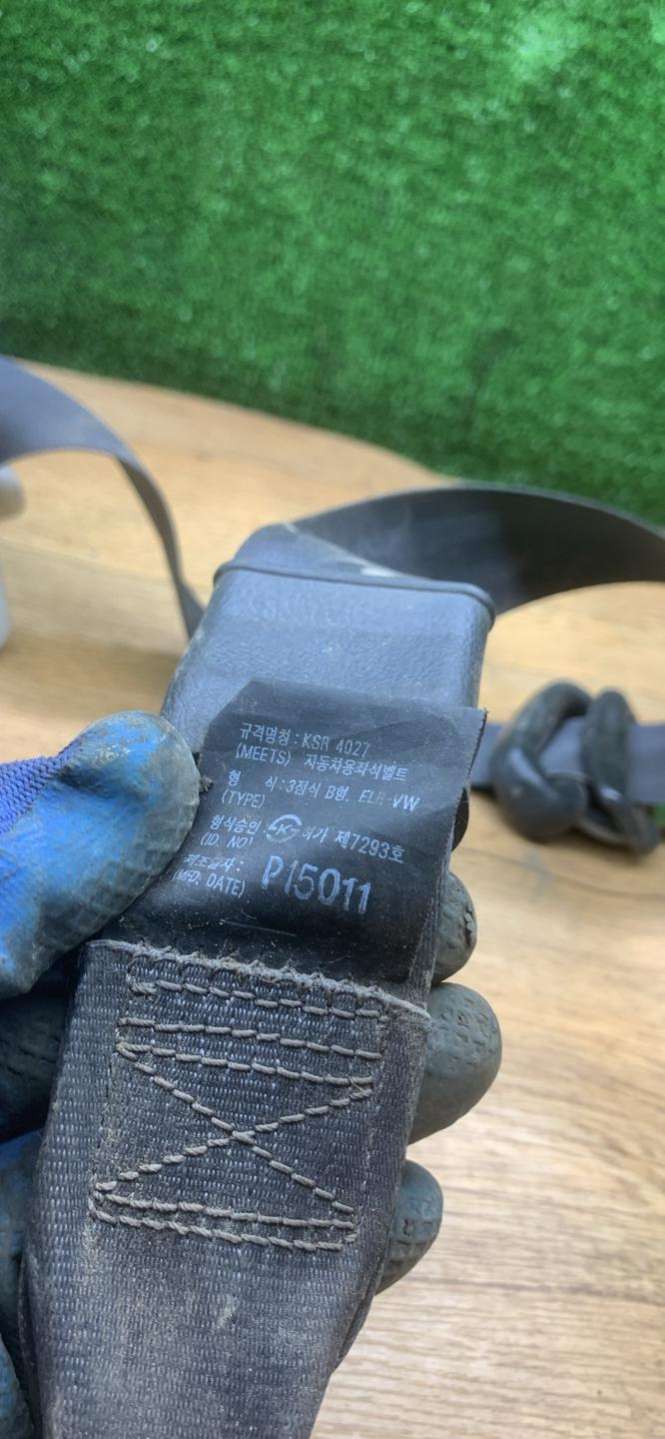 규격명칭 : KSR 4027
(MEETS) 자동차용좌석벨트
형 식 : 3점식 B형, ELR-VW
(TYPE)
형식승인 : 허가 제7293호
(ID. NO)
제조일자 :
(MFD. DATE) P15011